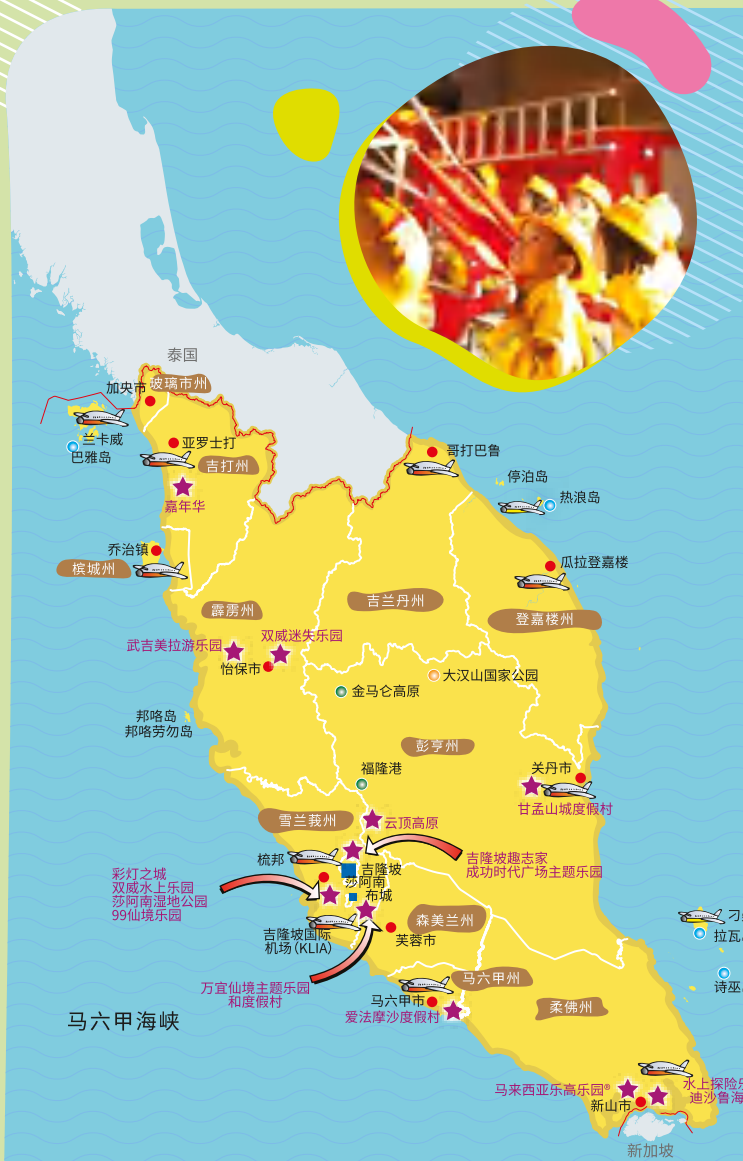 泰国
加央市
玻璃市州
兰卡威
巴雅岛
亚罗士打
吉打州
嘉年华
哥打巴鲁
停泊岛
热浪岛
乔治镇
槟城州
瓜拉登嘉楼
吉兰丹州
霹雳州
登嘉楼州
武吉美拉游乐园
双威迷失乐园
怡保市
大汉山国家公园
金马仑高原
邦咯岛
邦咯劳勿岛
彭亨州
福隆港
关丹市
甘孟山城度假村
雪兰莪州
云顶高原
梳邦
吉隆坡
吉隆坡趣志家
成功时代广场主题乐园
彩灯之城
双威水上乐园
莎阿南湿地公园
99仙境乐园
莎阿南
布城
森美兰州
吉隆坡国际
机场(KLIA)
芙蓉市
拉瓦
万宜仙境主题乐园
和度假村
马六甲州
诗巫
马六甲市
爱法摩沙度假村
柔佛州
马六甲海峡
马来西亚乐高乐园®
水上探险乐
迪沙鲁海
新山市
新加坡